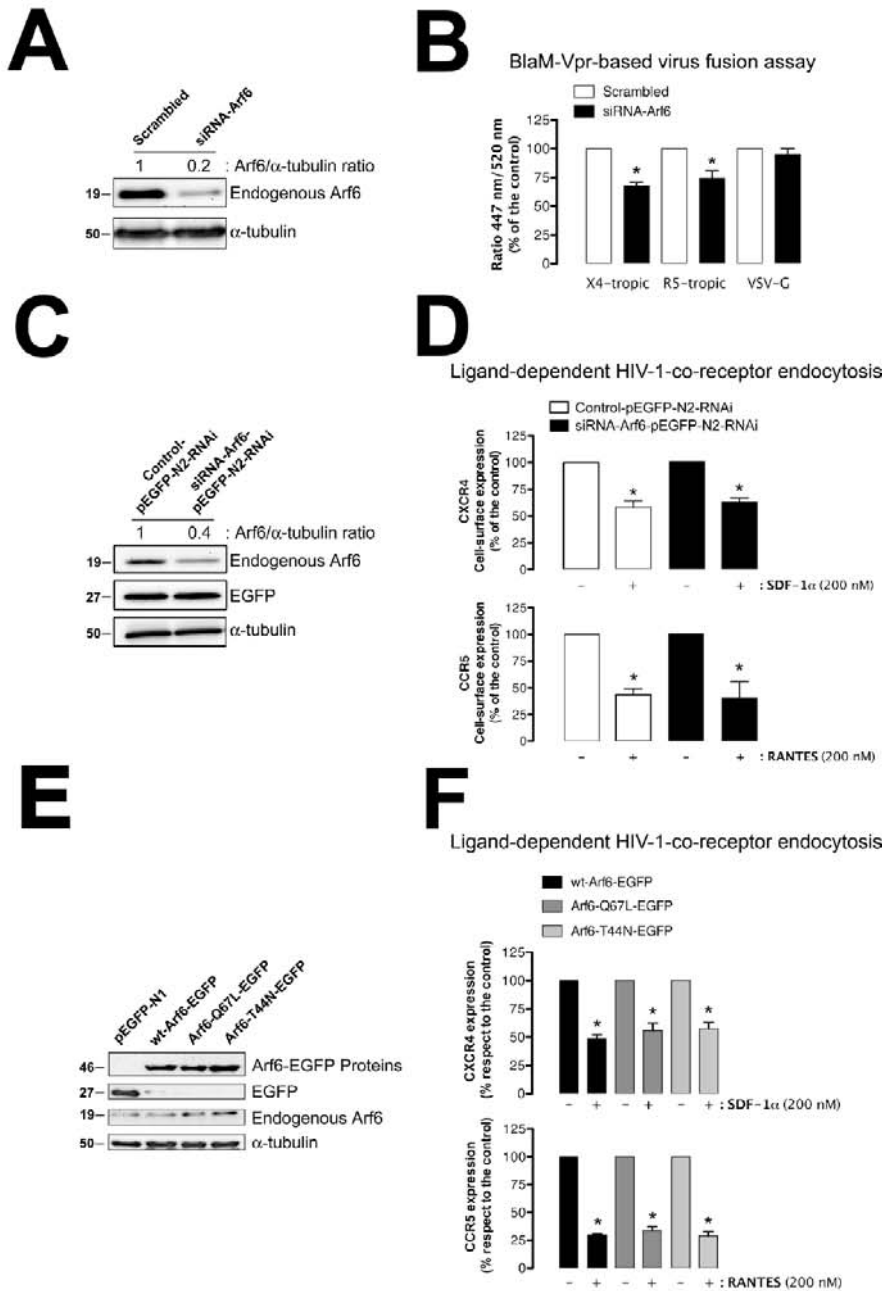 A
Scrambled
siRNA-Arf6
1 0.2 : Arf6/α-tubulin ratio
19 Endogenous Arf6
50 α-tubulin
B
BlaM-Vpr-based virus fusion assay
Scrambled
siRNA-Arf6
Ratio 447 nm/520 nm
(% of the control)
125
100
75
50
25
0
* *
X4-tropic R5-tropic VSV-G
C
Control-
pEGFP-N2-RNAi
siRNA-Arf6-
pEGFP-N2-RNAi
1 0.4 : Arf6/α-tubulin ratio
19 Endogenous Arf6
27 EGFP
50 α-tubulin
D
Ligand-dependent HIV-1-co-receptor endocytosis
Control-pEGFP-N2-RNAi
siRNA-Arf6-pEGFP-N2-RNAi
CXCR4
Cell-surface expression
(% of the control)
125
100
75
50
25
0
* *
– + – + : SDF-1α (200 nM)
CCR5
Cell-surface expression
(% of the control)
125
100
75
50
25
0
* *
– + – + : RANTES (200 nM)
E
pEGFP-N1
wt-Arf6-EGFP
Arf6-Q67L-EGFP
Arf6-T44N-EGFP
46 Arf6-EGFP Proteins
27 EGFP
19 Endogenous Arf6
50 α-tubulin
F
Ligand-dependent HIV-1-co-receptor endocytosis
wt-Arf6-EGFP
Arf6-Q67L-EGFP
Arf6-T44N-EGFP
CXCR4 expression
(% respect to the control)
125
100
75
50
25
0
* * *
– + – + – + : SDF-1α (200 nM)
CCR5 expression
(% respect to the control)
125
100
75
50
25
0
* * *
– + – + – + : RANTES (200 nM)